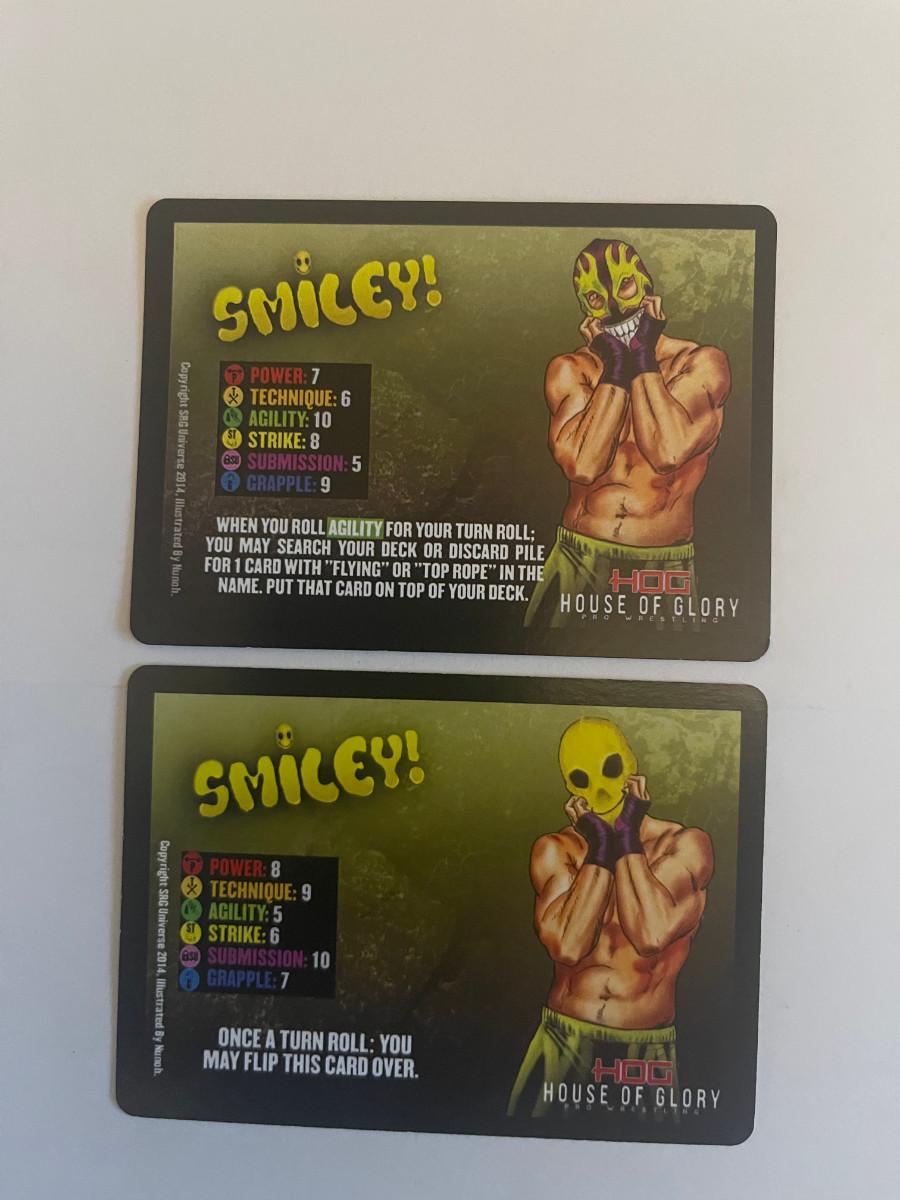 SMILEY!
POWER: 7
TECHNIQUE: 6
AGILITY: 10
STRIKE: 8
SUBMISSION: 5
GRAPPLE: 9
WHEN YOU ROLL AGILITY FOR YOUR TURN ROLL;
YOU MAY SEARCH YOUR DECK OR DISCARD PILE
FOR 1 CARD WITH "FLYING" OR "TOP ROPE" IN THE
NAME. PUT THAT CARD ON TOP OF YOUR DECK.
Copyright SRG Universe 2014. Illustrated By Nunoh.
HOG
HOUSE OF GLORY
PRO WRESTLING
SMILEY!
POWER: 8
TECHNIQUE: 9
AGILITY: 5
STRIKE: 6
SUBMISSION: 10
GRAPPLE: 7
ONCE A TURN ROLL: YOU
MAY FLIP THIS CARD OVER.
Copyright SRG Universe 2014. Illustrated By Nunoh.
HOG
HOUSE OF GLORY
PRO WRESTLING